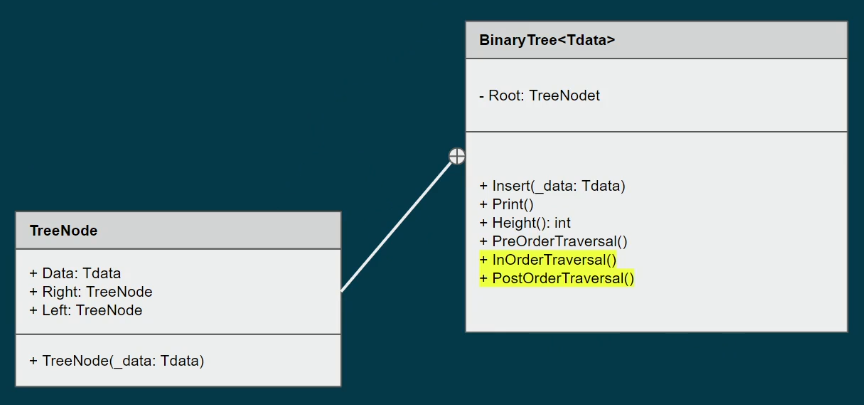 BinaryTree<Tdata>
- Root: TreeNodet
+ Insert(_data: Tdata)
+ Print()
+ Height(): int
+ PreOrderTraversal()
+ InOrderTraversal()
+ PostOrderTraversal()
TreeNode
+ Data: Tdata
+ Right: TreeNode
+ Left: TreeNode
+ TreeNode(_data: Tdata)